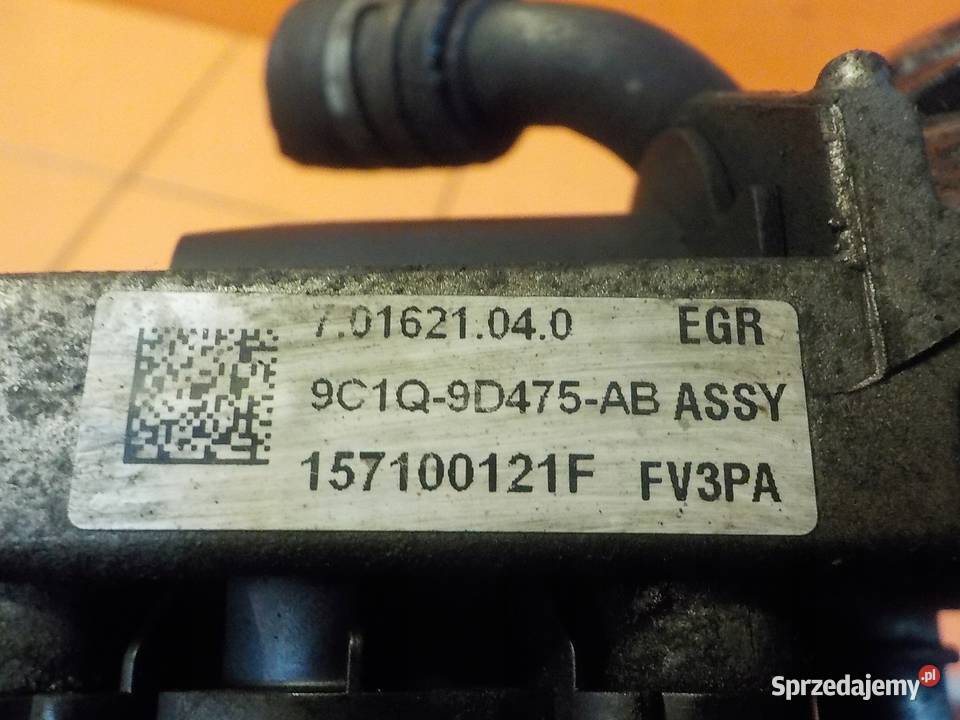 7.01621.04.0 EGR
9C1Q-9D475-AB ASSY
157100121F FV3PA
Sprzedajemy.pl